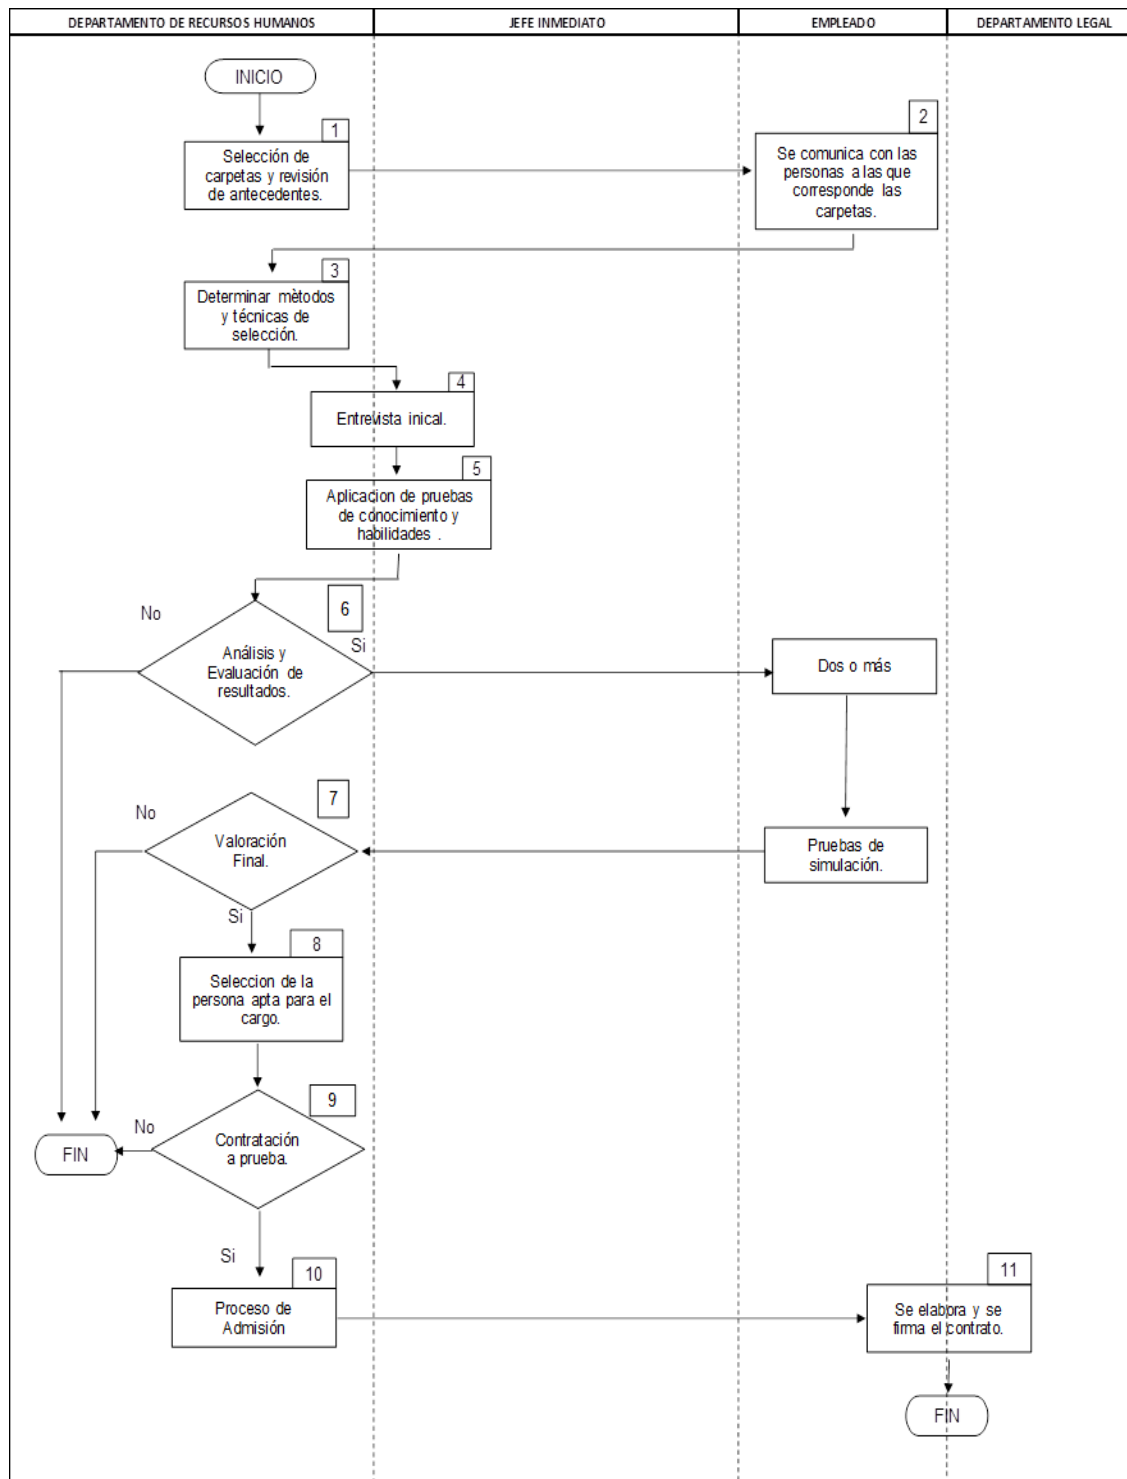 DEPARTAMENTO DE RECURSOS HUMANOS
JEFE INMEDIATO
EMPLEADO
DEPARTAMENTO LEGAL
INICIO
1
Selección de
carpetas y revisión
de antecedentes.
2
Se comunica con las
personas a las que
corresponde las
carpetas.
3
Determinar mètodos
y técnicas de
selección.
4
Entrevista inical.
5
Aplicacion de pruebas
de conocimiento y
habilidades .
6
No
Si
Análisis y
Evaluación de
resultados.
Dos o más
7
No
Valoración
Final.
Si
Pruebas de
simulación.
8
Seleccion de la
persona apta para el
cargo.
9
No
Contratación
a prueba.
FIN
Si
10
Proceso de
Admisión
11
Se elabora y se
firma el contrato.
FIN